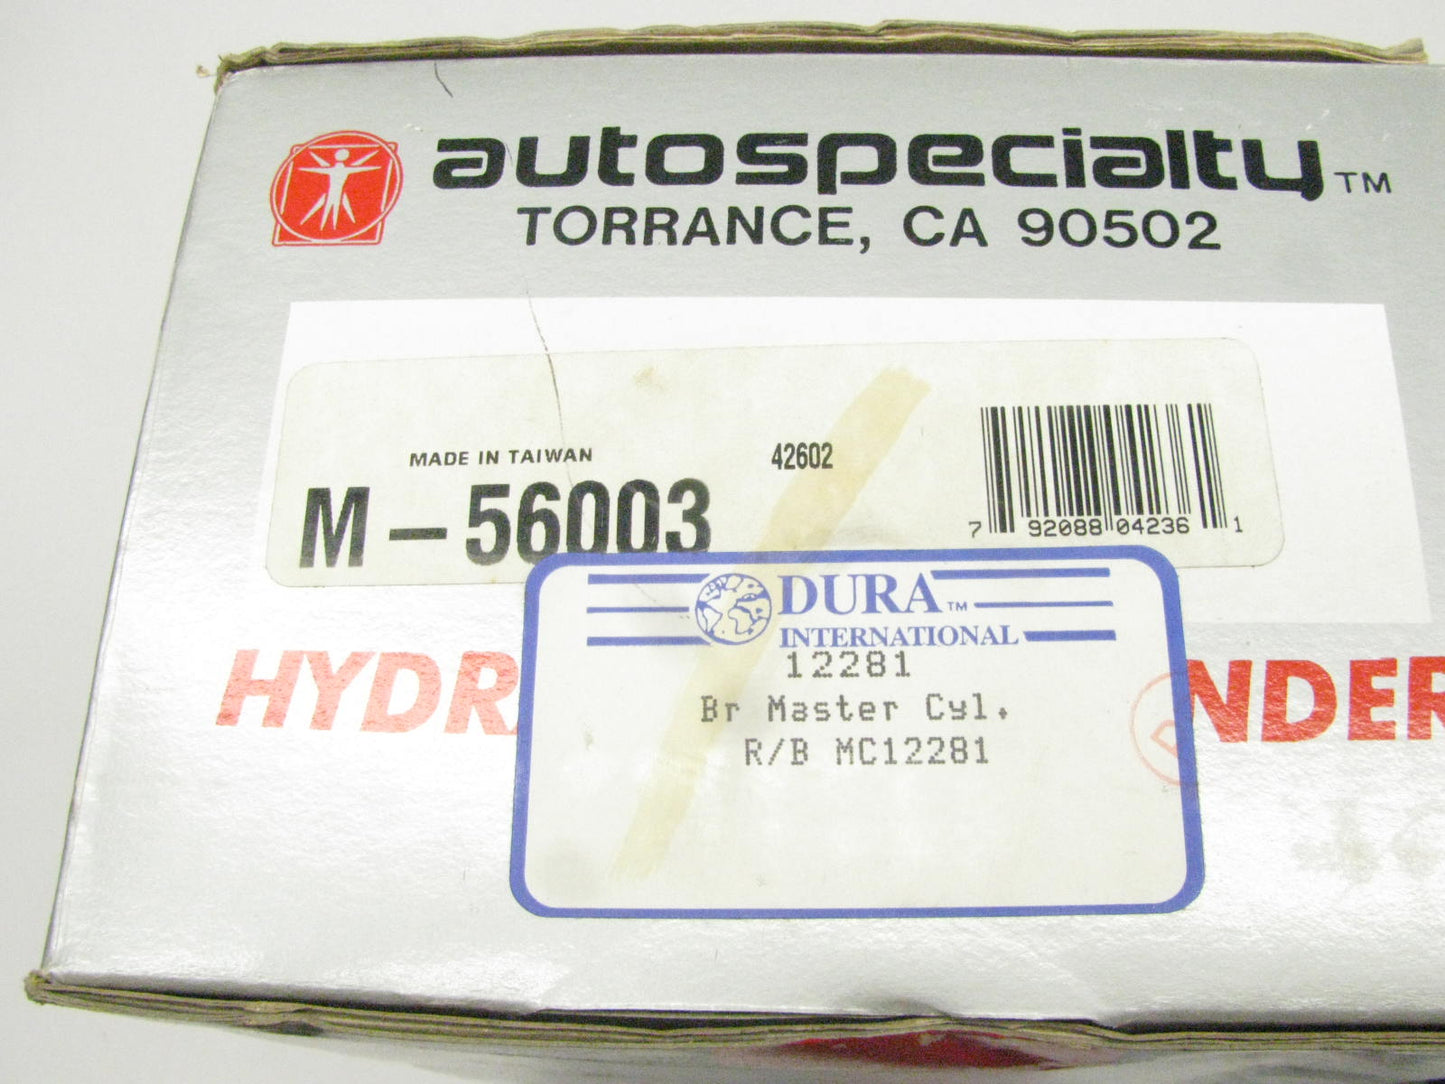 autospecialty™
TORRANCE, CA 90502
MADE IN TAIWAN 42602
M-56003
7 92088 04236 1
DURA™
INTERNATIONAL
12281
Br Master Cyl.
R/B MC12281
HYDR
NDER